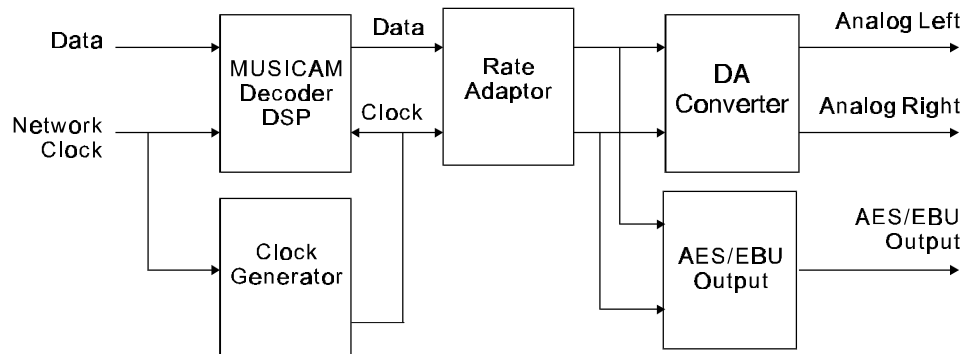 Data
Network
Clock
MUSICAM
Decoder
DSP
Clock
Generator
Data
Clock
Rate
Adaptor
DA
Converter
AES/EBU
Output
Analog Left
Analog Right
AES/EBU
Output